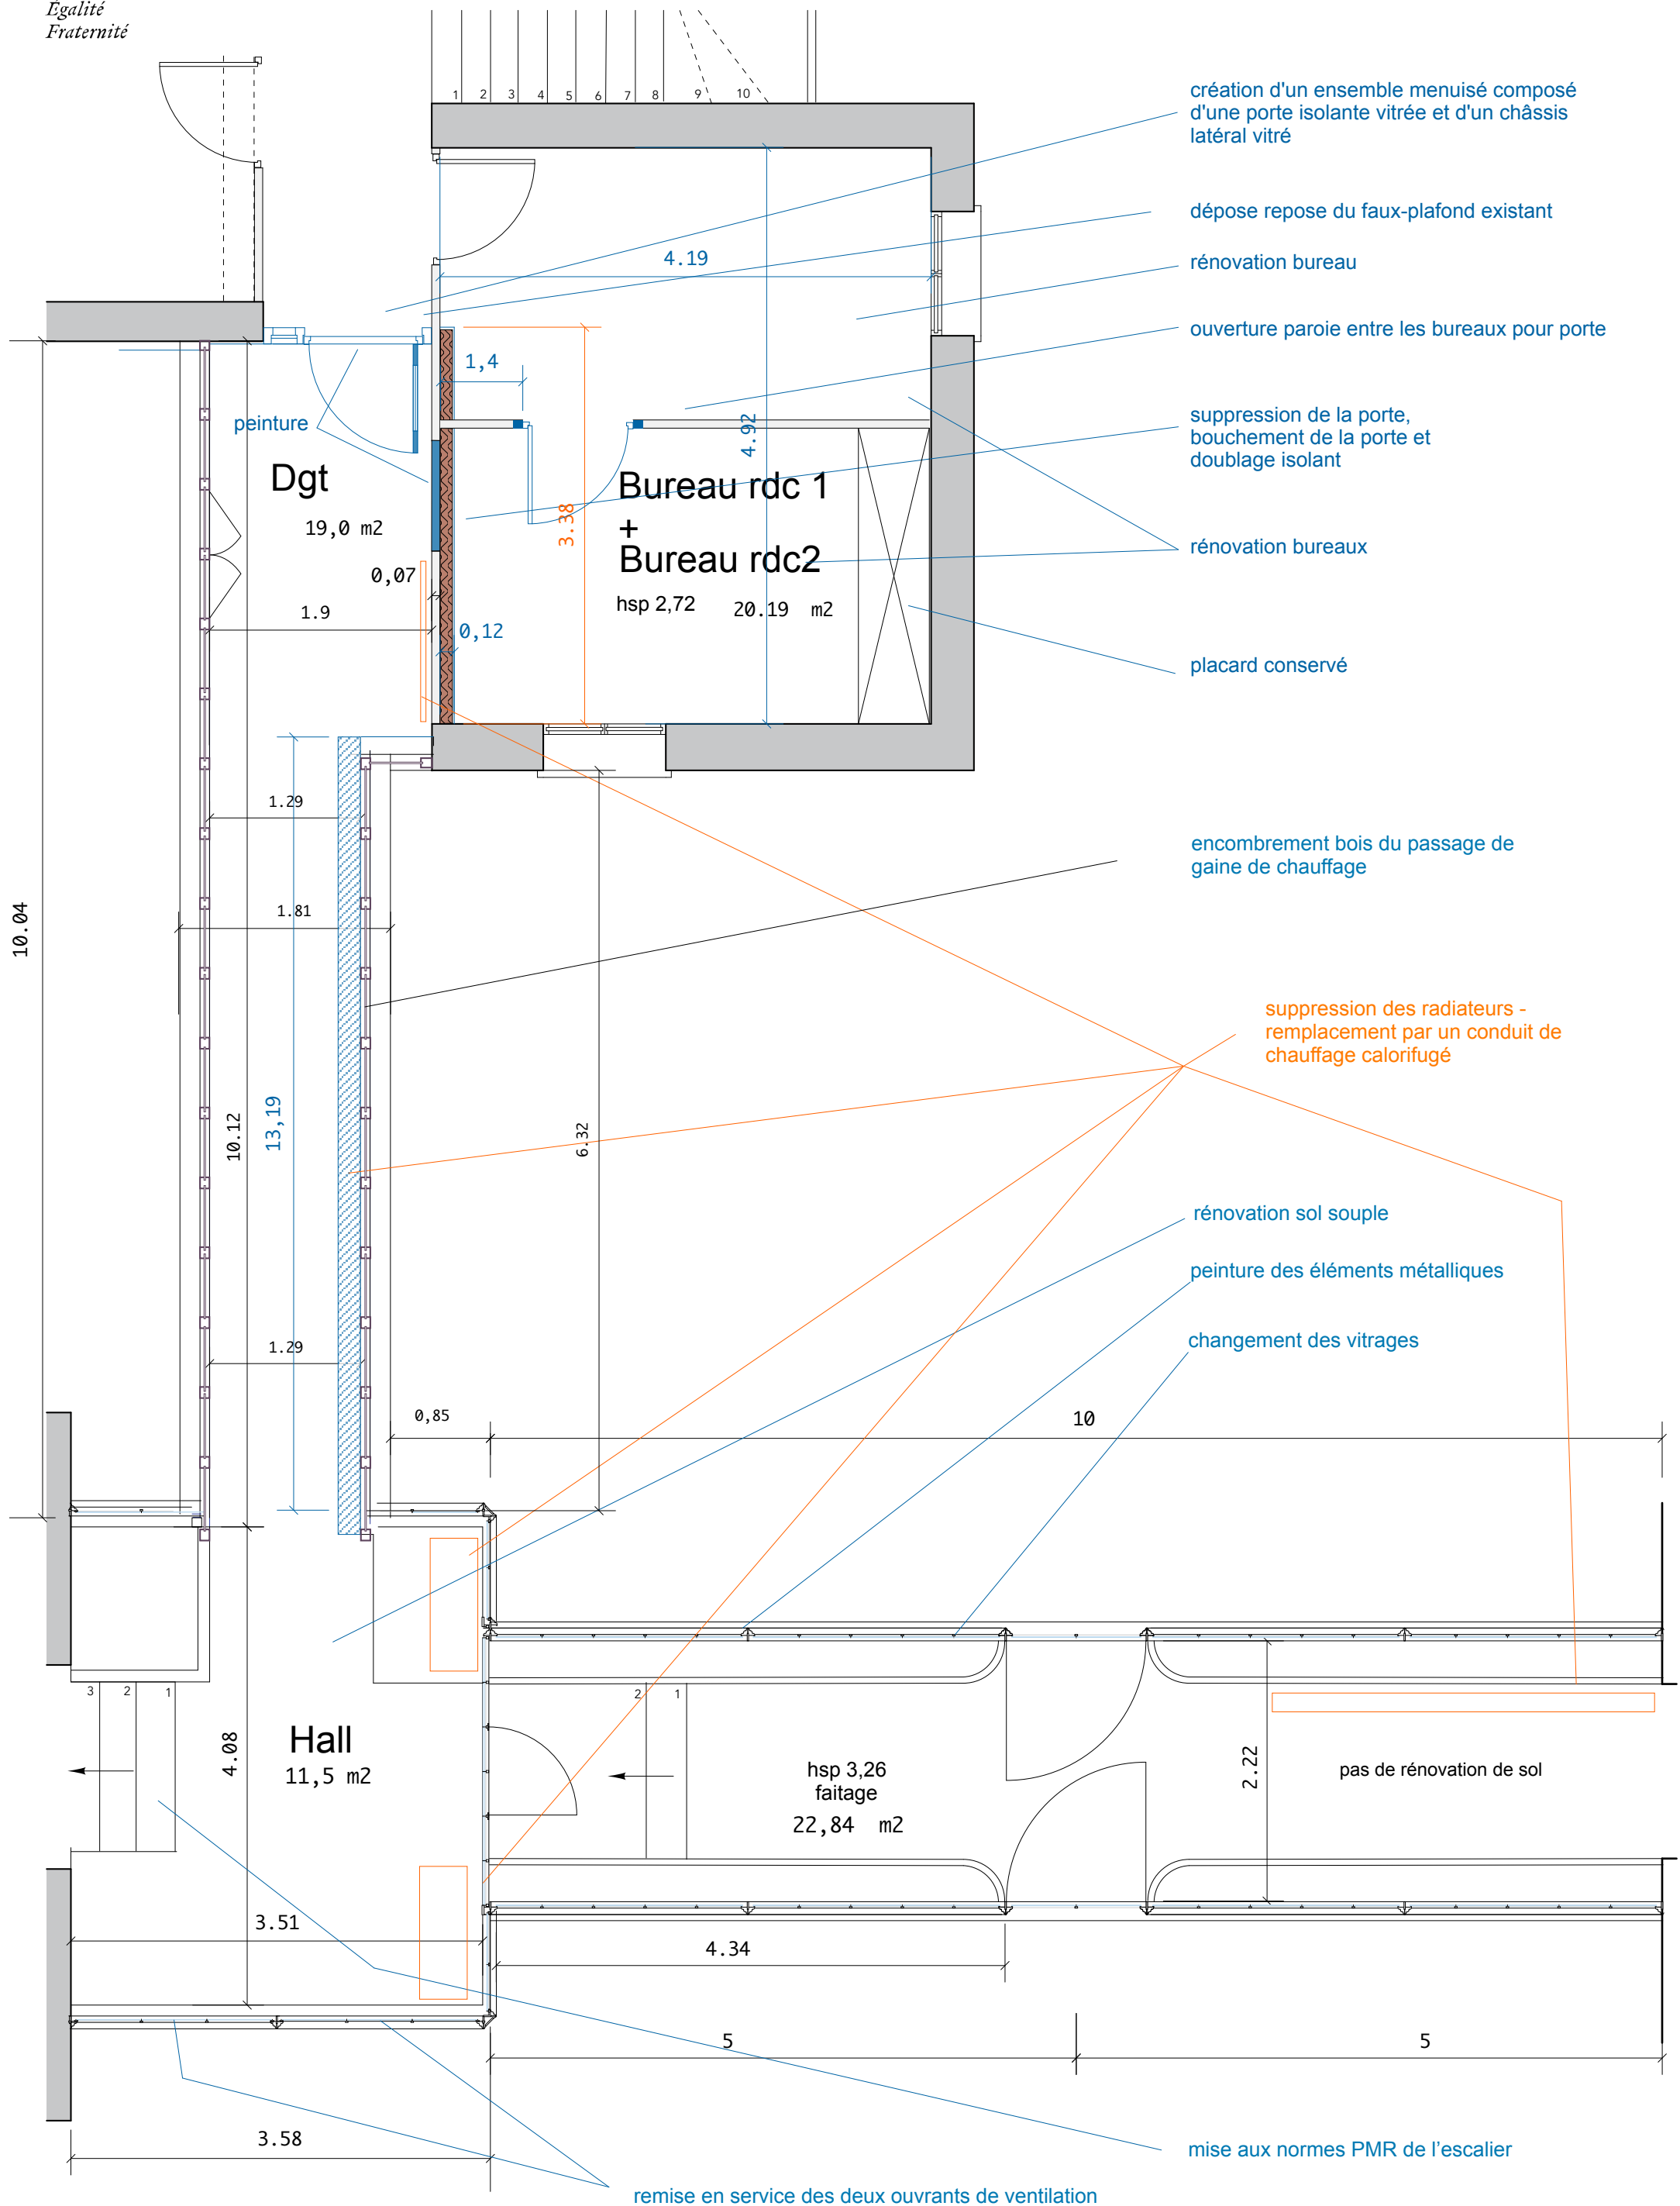 Égalité
Fraternité
1 2 3 4 5 6 7 8 9 10
création d'un ensemble menuisé composé
d'une porte isolante vitrée et d'un châssis
latéral vitré
dépose repose du faux-plafond existant
4.19
rénovation bureau
ouverture paroie entre les bureaux pour porte
1,4
peinture
4.92
suppression de la porte,
bouchement de la porte et
doublage isolant
Dgt
19,0 m2
Bureau rdc 1
+
Bureau rdc2
hsp 2,72 20.19 m2
3.38
rénovation bureaux
0,07
1.9
0,12
placard conservé
1.29
encombrement bois du passage de
gaine de chauffage
10.04
1.81
suppression des radiateurs -
remplacement par un conduit de
chauffage calorifugé
10.12
13,19
6.32
rénovation sol souple
peinture des éléments métalliques
changement des vitrages
1.29
0,85
10
3 2 1
2 1
Hall
11,5 m2
4.08
hsp 3,26
faitage
22,84 m2
2.22
pas de rénovation de sol
3.51
4.34
5
5
3.58
mise aux normes PMR de l'escalier
remise en service des deux ouvrants de ventilation